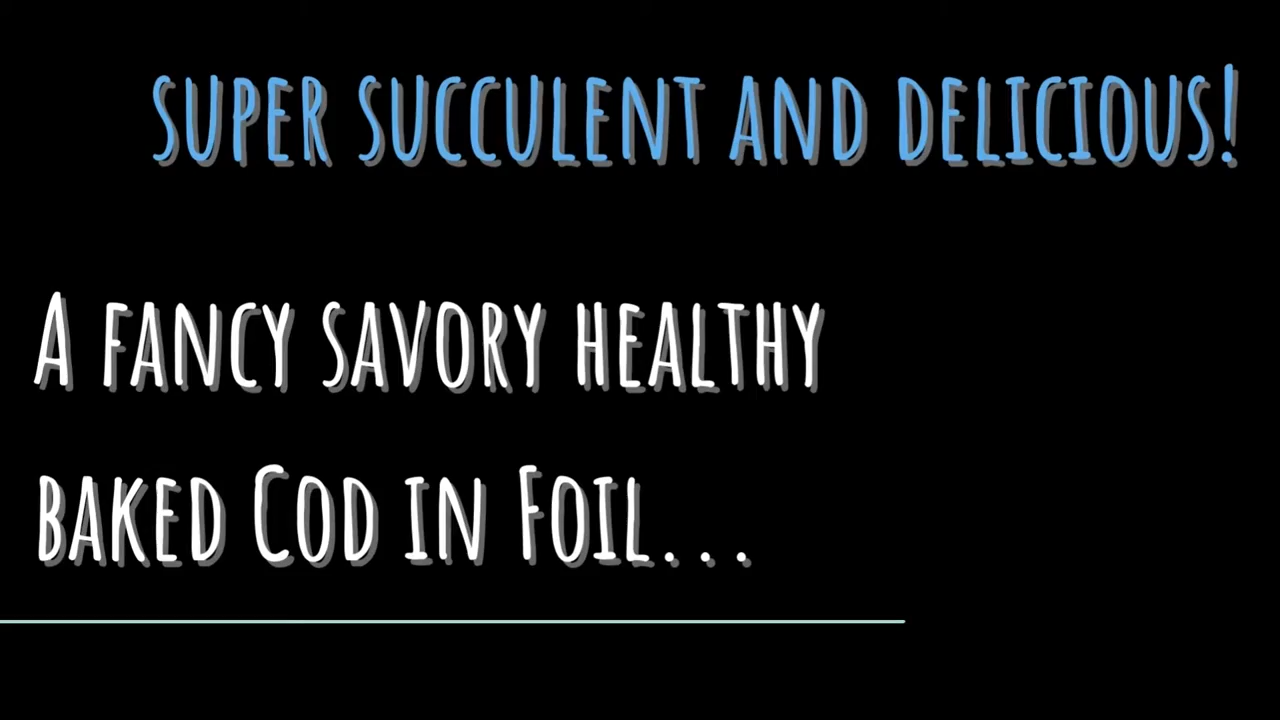 SUPER SUCCULENT AND DELICIOUS!
A FANCY SAVORY HEALTHY
BAKED COD IN FOIL...